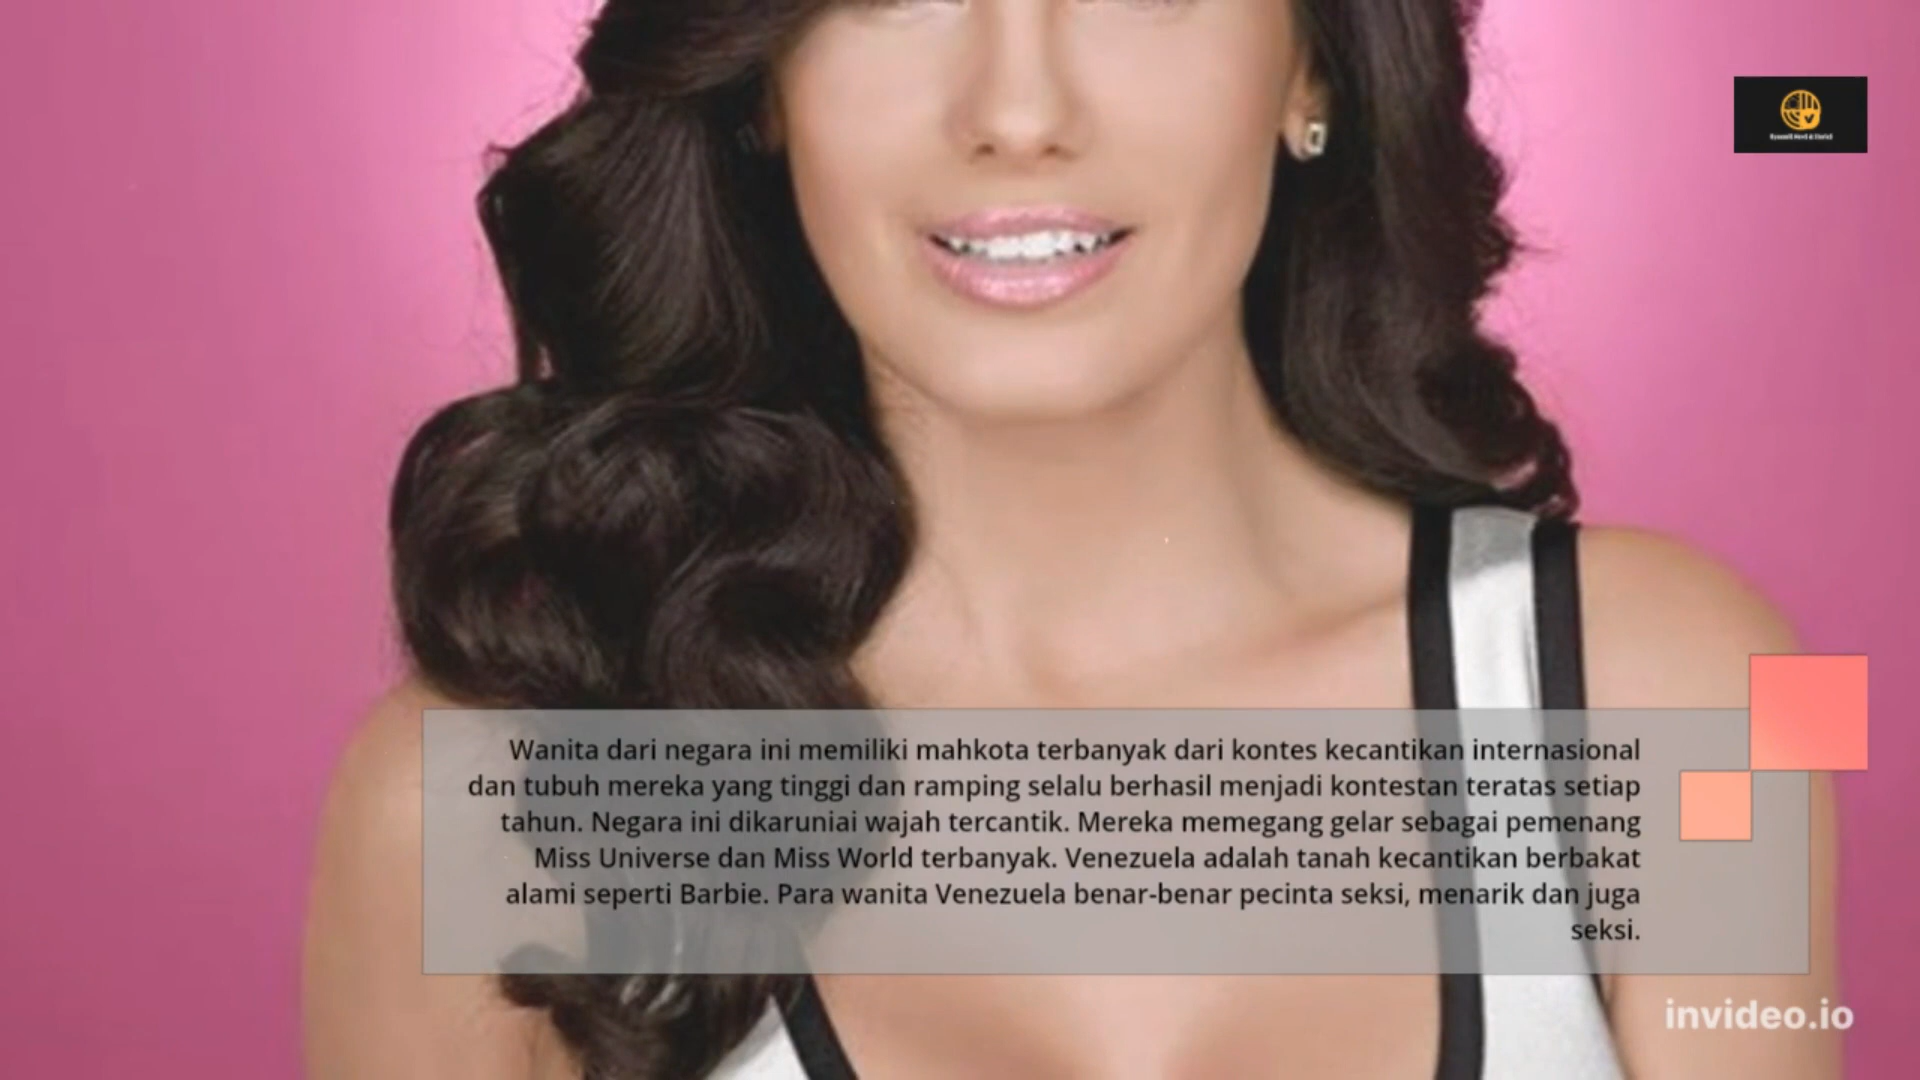 Wanita dari negara ini memiliki mahkota terbanyak dari kontes kecantikan internasional
dan tubuh mereka yang tinggi dan ramping selalu berhasil menjadi kontestan teratas setiap
tahun. Negara ini dikaruniai wajah tercantik. Mereka memegang gelar sebagai pemenang
Miss Universe dan Miss World terbanyak. Venezuela adalah tanah kecantikan berbakat
alami seperti Barbie. Para wanita Venezuela benar-benar pecinta seksi, menarik dan juga
seksi.
invideo.io